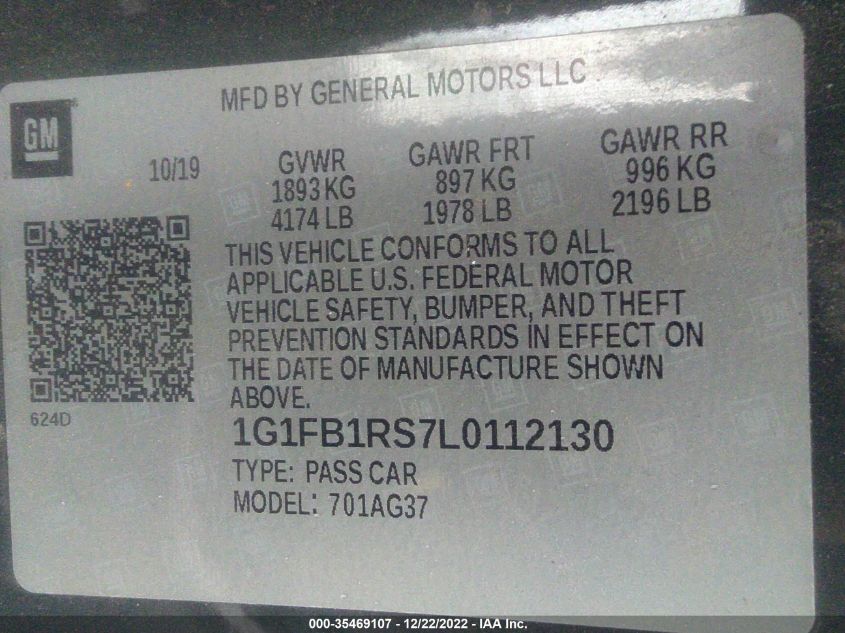 MFD BY GENERAL MOTORS LLC
GM
10/19
GVWR
1893 KG
4174 LB
GAWR FRT
897 KG
1978 LB
GAWR RR
996 KG
2196 LB
THIS VEHICLE CONFORMS TO ALL
APPLICABLE U.S. FEDERAL MOTOR
VEHICLE SAFETY, BUMPER, AND THEFT
PREVENTION STANDARDS IN EFFECT ON
THE DATE OF MANUFACTURE SHOWN
ABOVE.
624D
1G1FB1RS7L0112130
TYPE: PASS CAR
MODEL: 701AG37
000-35469107 - 12/22/2022 - IAA Inc.